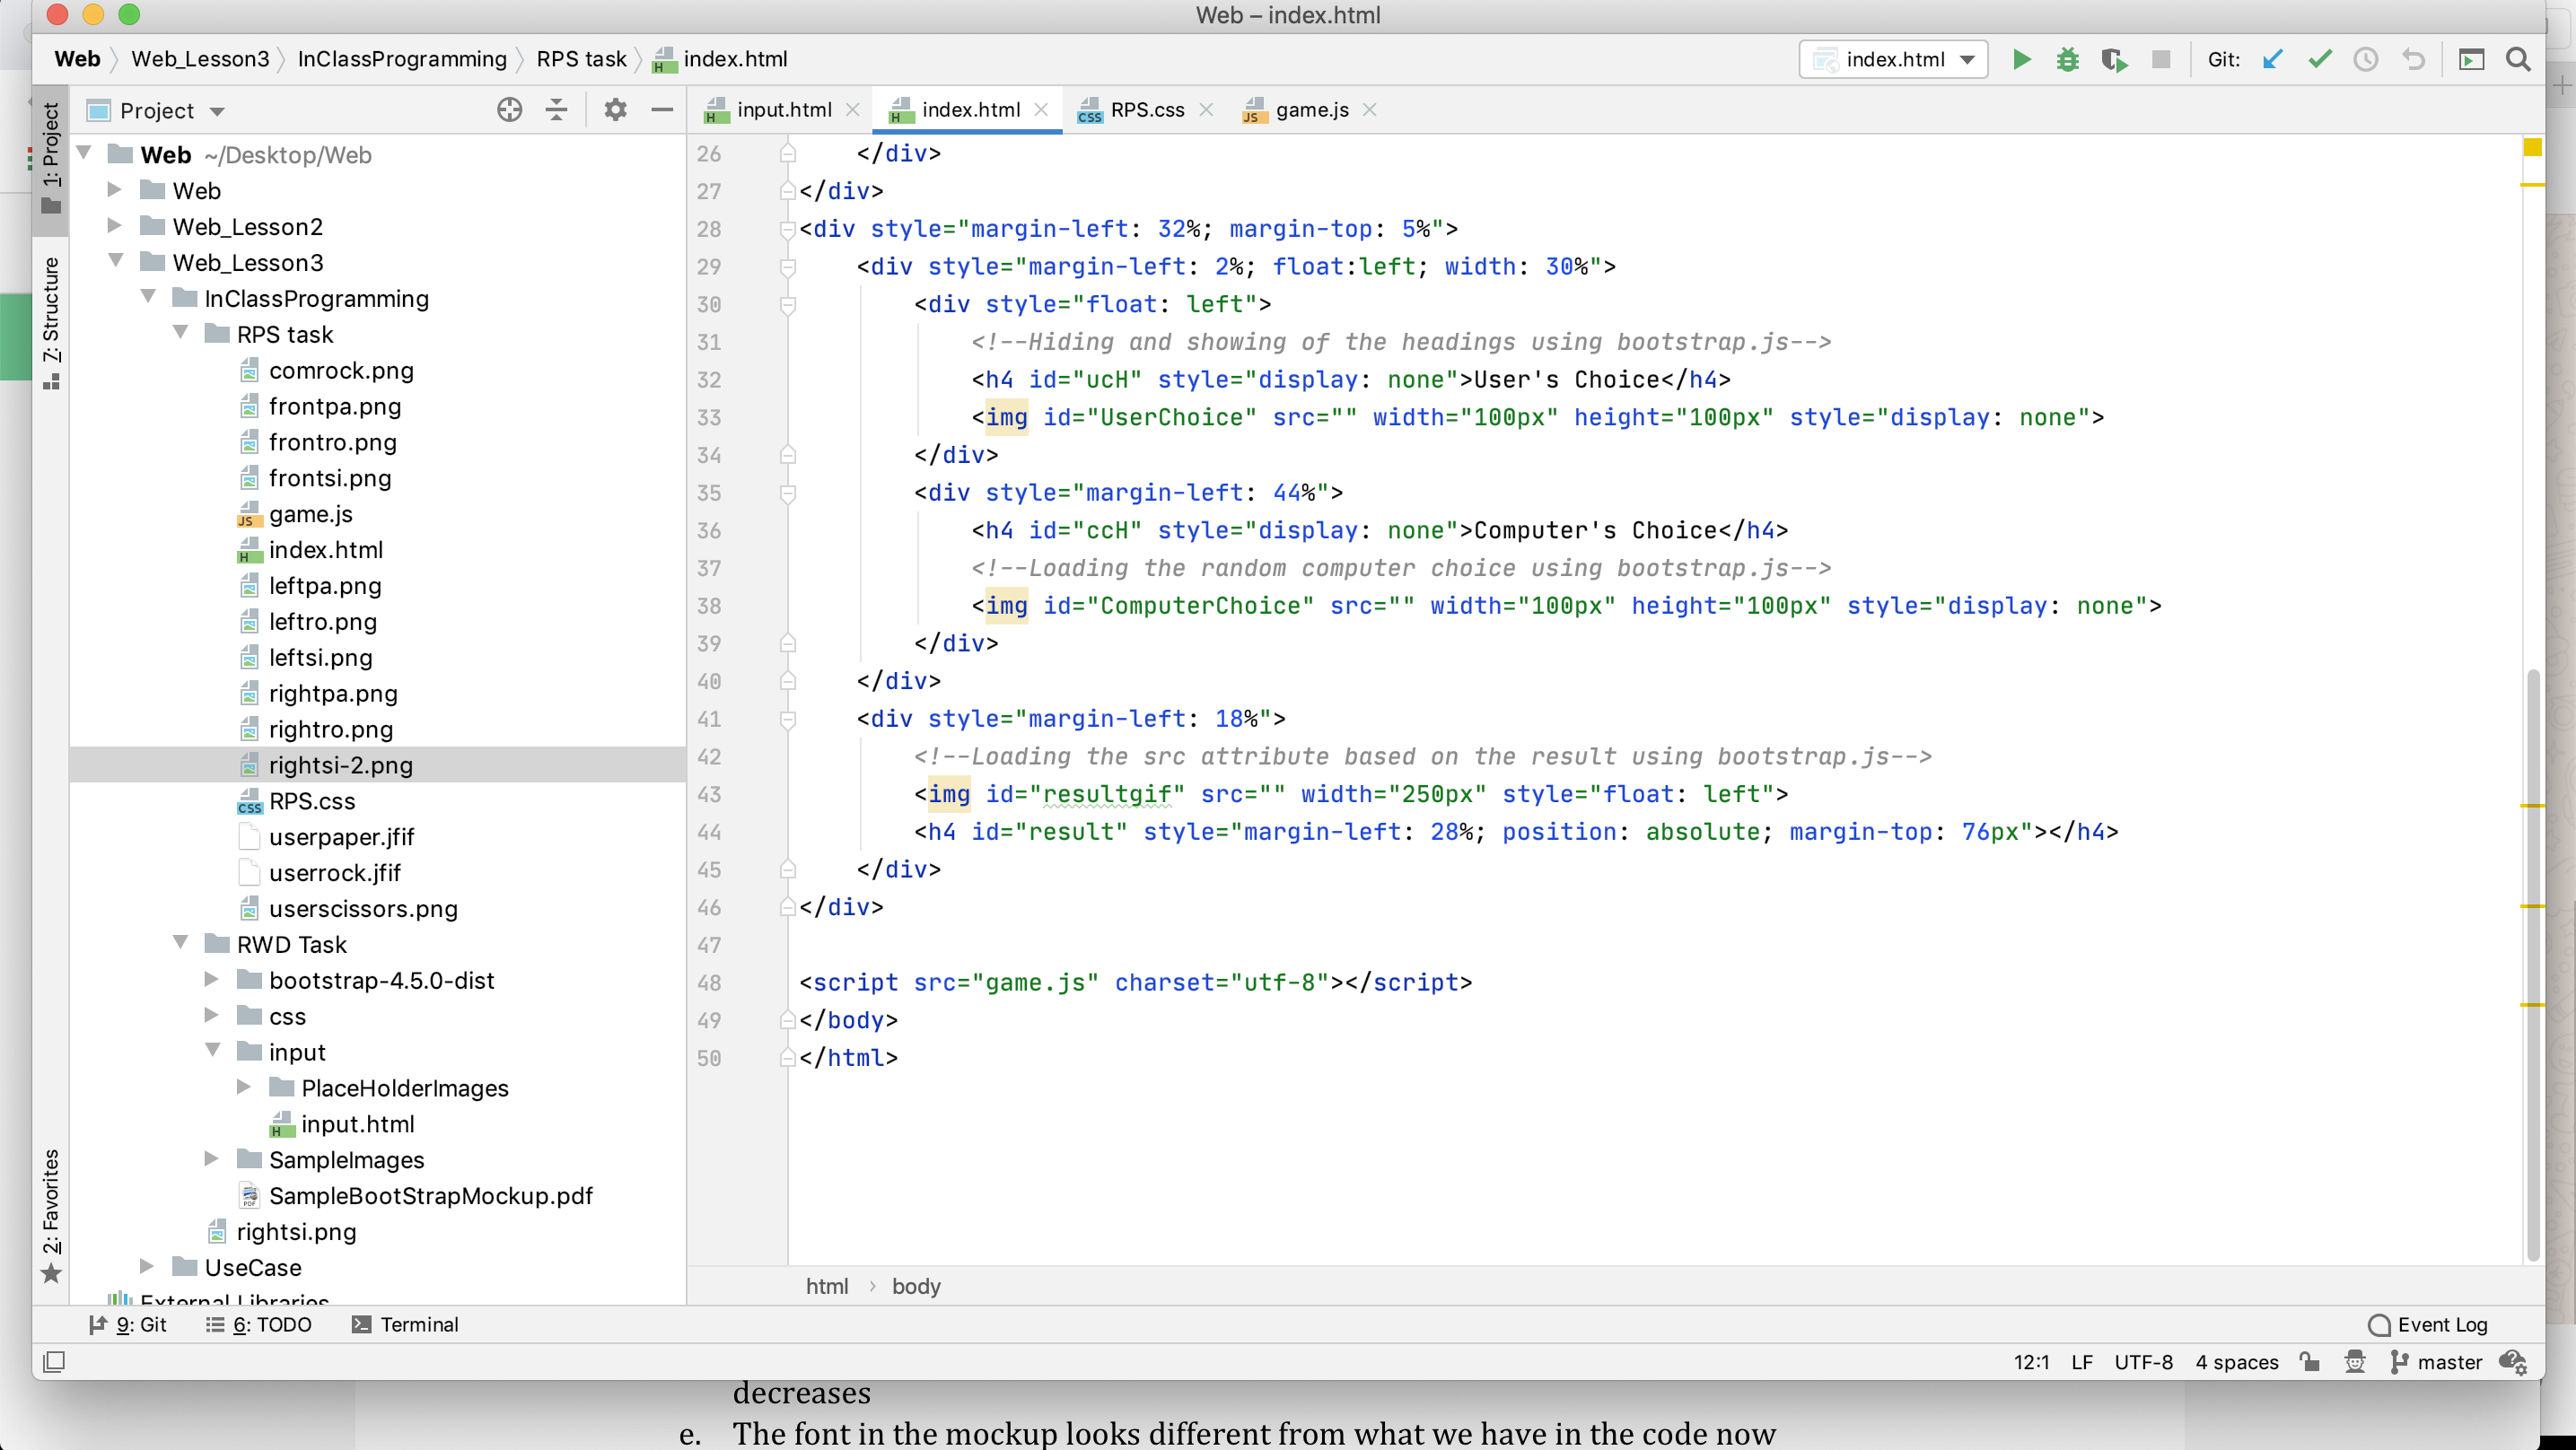 Web – index.html
Web Web_Lesson3 InClassProgramming RPS task index.html index.html Git:
Project input.html index.html RPS.css game.js
1: Project
7: Structure
2: Favorites
Web ~/Desktop/Web
Web
Web_Lesson2
Web_Lesson3
InClassProgramming
RPS task
comrock.png
frontpa.png
frontro.png
frontsi.png
game.js
index.html
leftpa.png
leftro.png
leftsi.png
rightpa.png
rightro.png
rightsi-2.png
RPS.css
userpaper.jfif
userrock.jfif
userscissors.png
RWD Task
bootstrap-4.5.0-dist
css
input
PlaceHolderImages
input.html
SampleImages
SampleBootStrapMockup.pdf
rightsi.png
UseCase
External Libraries
26 </div>
27 </div>
28 <div style="margin-left: 32%; margin-top: 5%">
29 <div style="margin-left: 2%; float:left; width: 30%">
30 <div style="float: left">
31 <!--Hiding and showing of the headings using bootstrap.js-->
32 <h4 id="ucH" style="display: none">User's Choice</h4>
33 <img id="UserChoice" src="" width="100px" height="100px" style="display: none">
34 </div>
35 <div style="margin-left: 44%">
36 <h4 id="ccH" style="display: none">Computer's Choice</h4>
37 <!--Loading the random computer choice using bootstrap.js-->
38 <img id="ComputerChoice" src="" width="100px" height="100px" style="display: none">
39 </div>
40 </div>
41 <div style="margin-left: 18%">
42 <!--Loading the src attribute based on the result using bootstrap.js-->
43 <img id="resultgif" src="" width="250px" style="float: left">
44 <h4 id="result" style="margin-left: 28%; position: absolute; margin-top: 76px"></h4>
45 </div>
46 </div>
47
48 <script src="game.js" charset="utf-8"></script>
49 </body>
50 </html>
html › body
9: Git 6: TODO Terminal Event Log
12:1 LF UTF-8 4 spaces master
decreases
e. The font in the mockup looks different from what we have in the code now